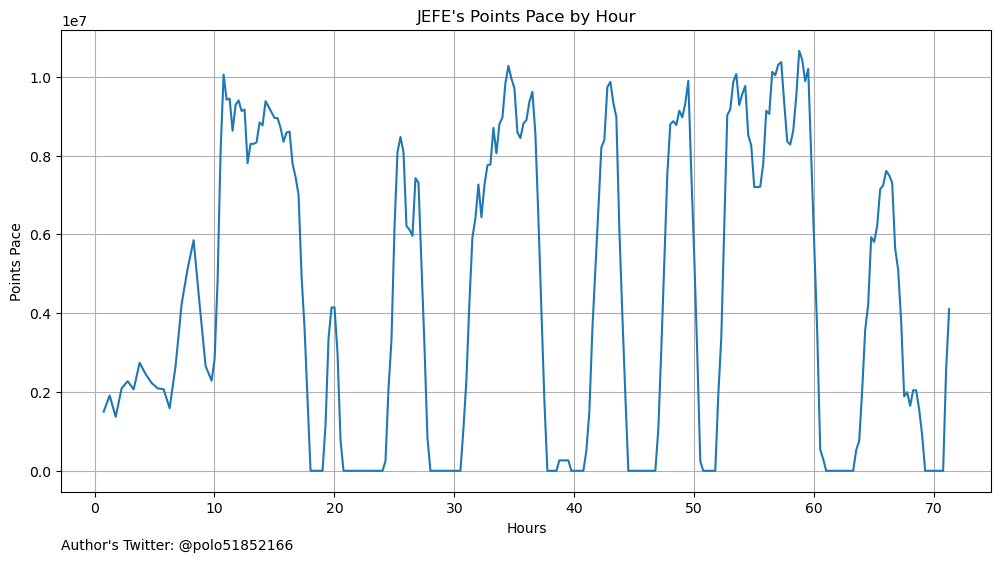 JEFE's Points Pace by Hour
1e7
1.0
0.8
0.6
0.4
0.2
0.0
Points Pace
0 10 20 30 40 50 60 70
Hours
Author's Twitter: @polo51852166